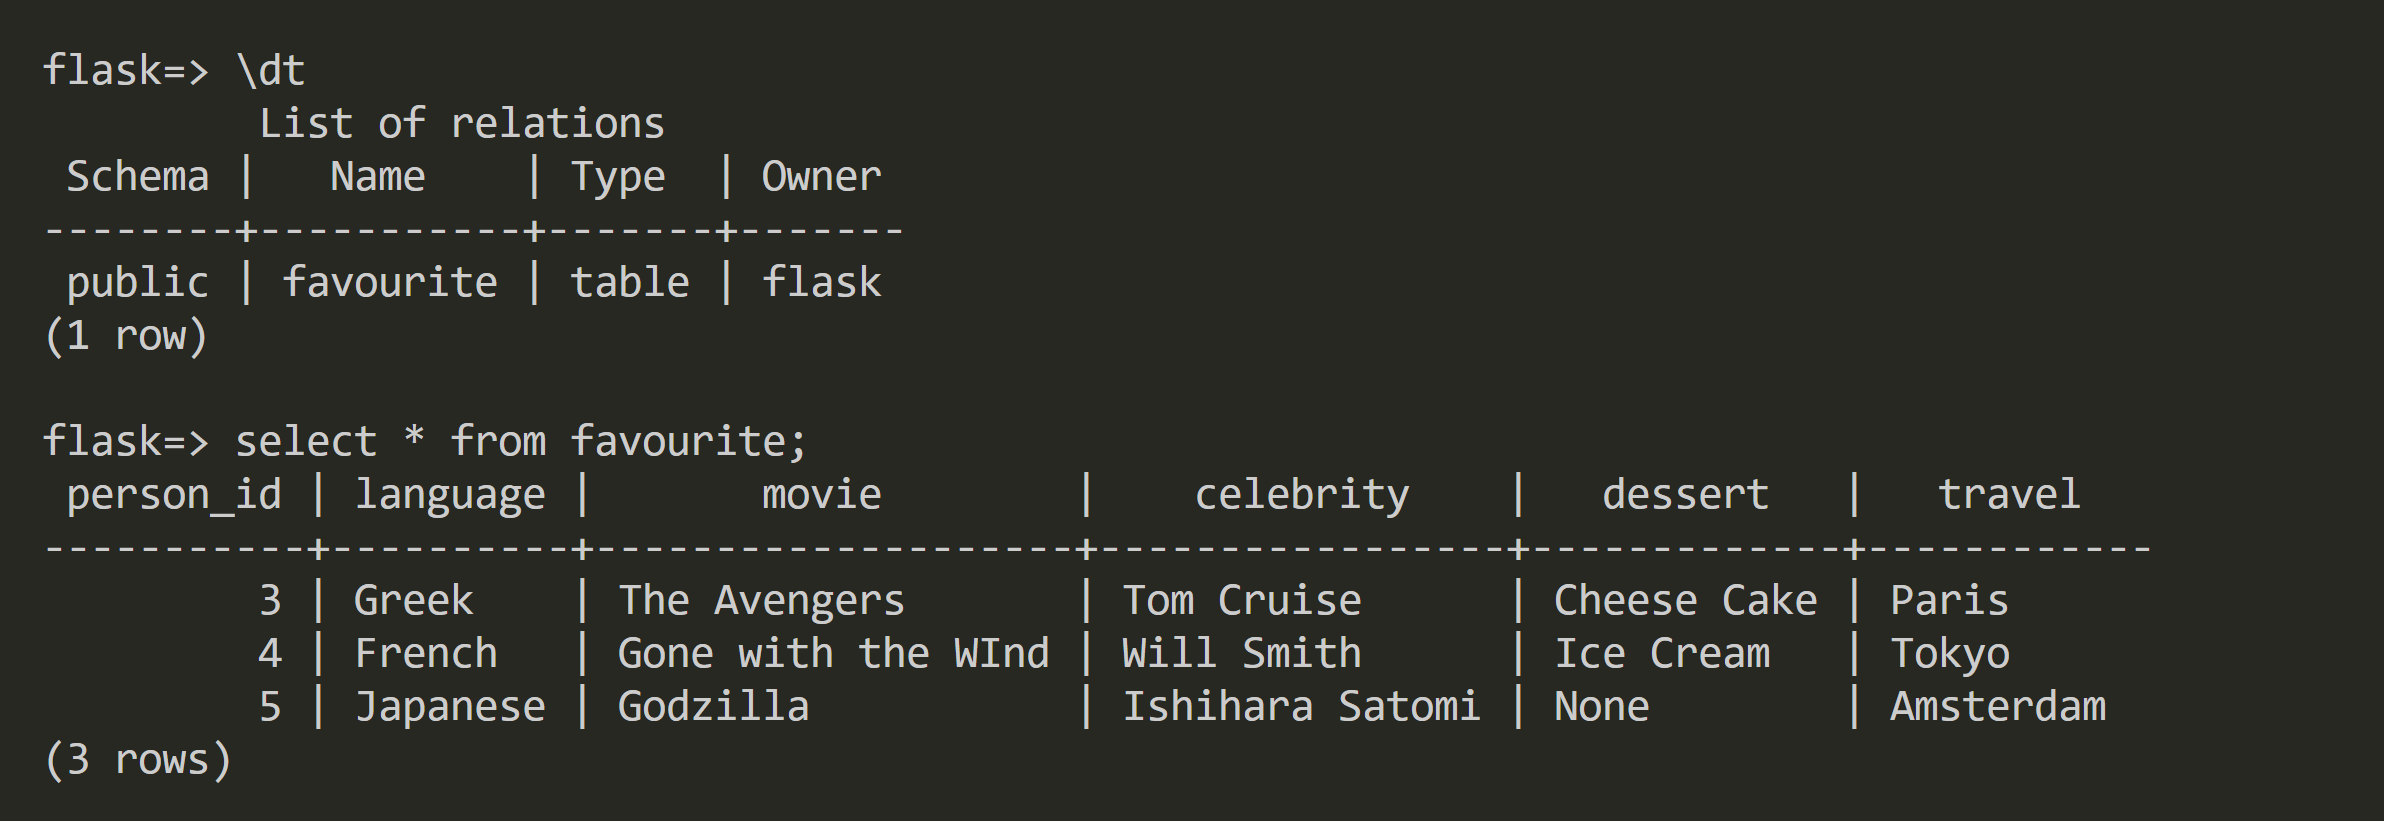 flask=> \dt
List of relations
Schema | Name | Type | Owner
--------+-----------+-------+-------
public | favourite | table | flask
(1 row)
flask=> select * from favourite;
person_id | language | movie | celebrity | dessert | travel
-----------+----------+--------------------+-----------------+-------------+------------
3 | Greek | The Avengers | Tom Cruise | Cheese Cake | Paris
4 | French | Gone with the WInd | Will Smith | Ice Cream | Tokyo
5 | Japanese | Godzilla | Ishihara Satomi | None | Amsterdam
(3 rows)